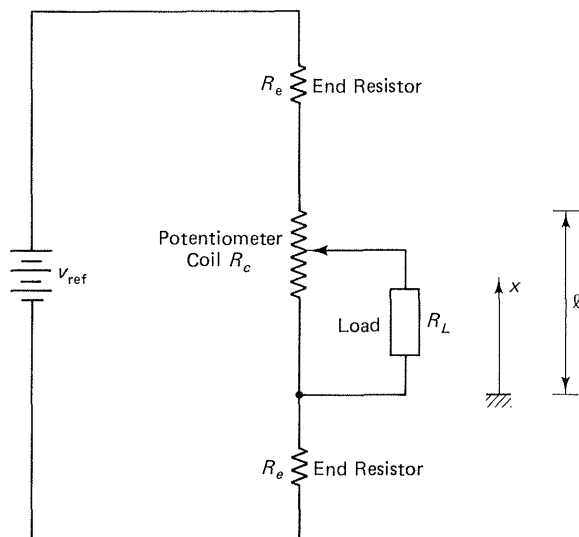 R_e End Resistor
Potentiometer
Coil R_c
v_ref
Load R_L
x
ℓ
R_e End Resistor